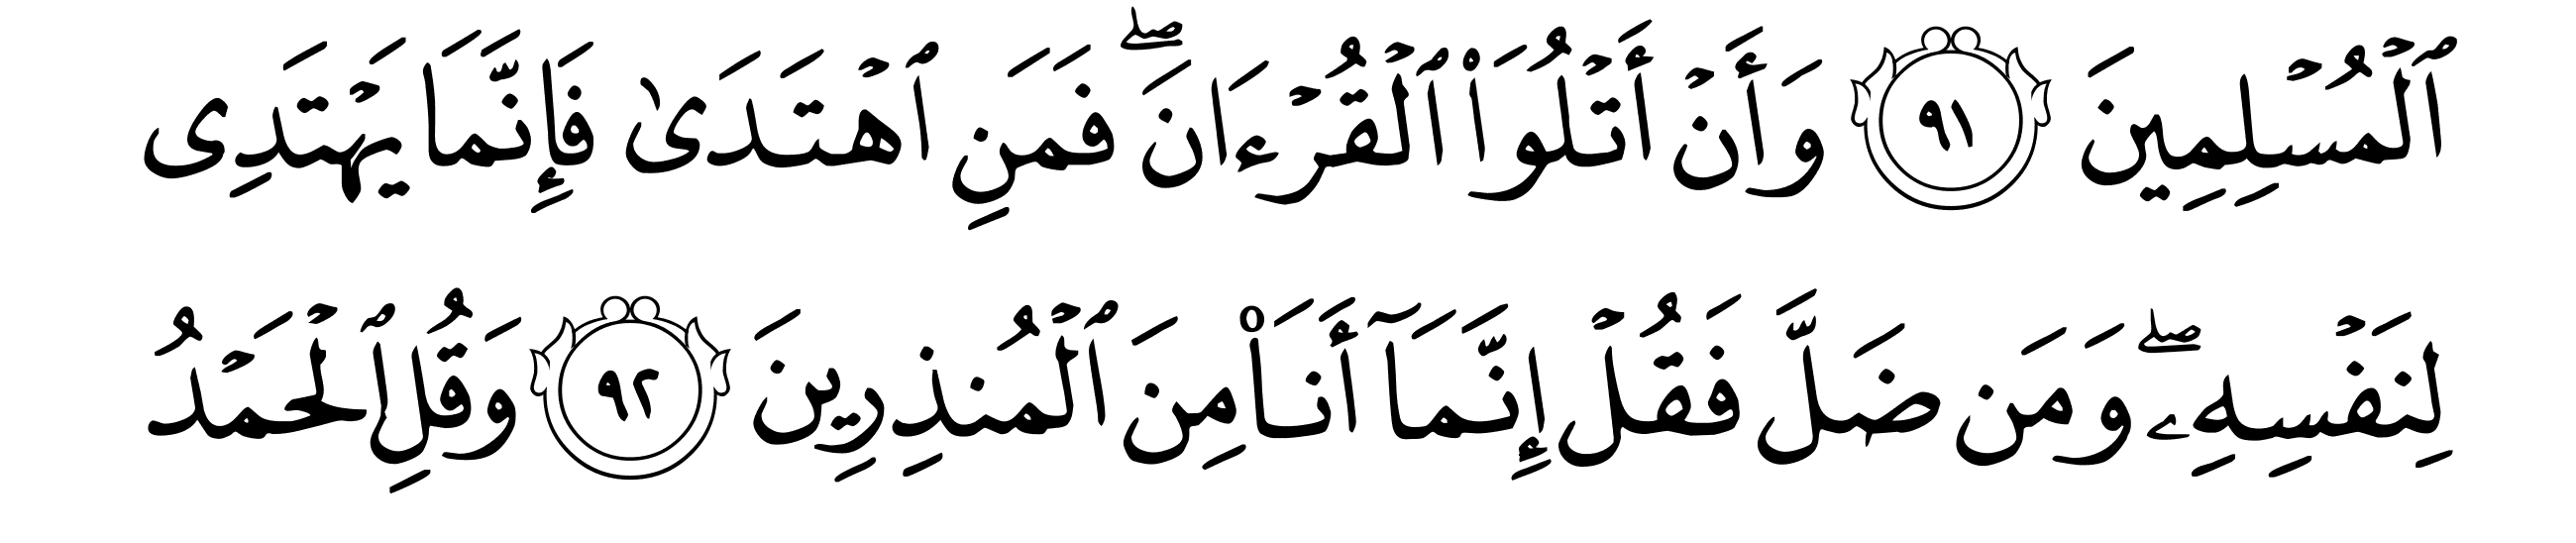 ٱلۡمُسۡلِمِينَ ٩١ وَأَنۡ أَتۡلُوَاْ ٱلۡقُرۡءَانَۖ فَمَنِ ٱهۡتَدَىٰ فَإِنَّمَا يَهۡتَدِي
لِنَفۡسِهِۦۖ وَمَن ضَلَّ فَقُلۡ إِنَّمَآ أَنَا۠ مِنَ ٱلۡمُنذِرِينَ ٩٢ وَقُلِ ٱلۡحَمۡدُ